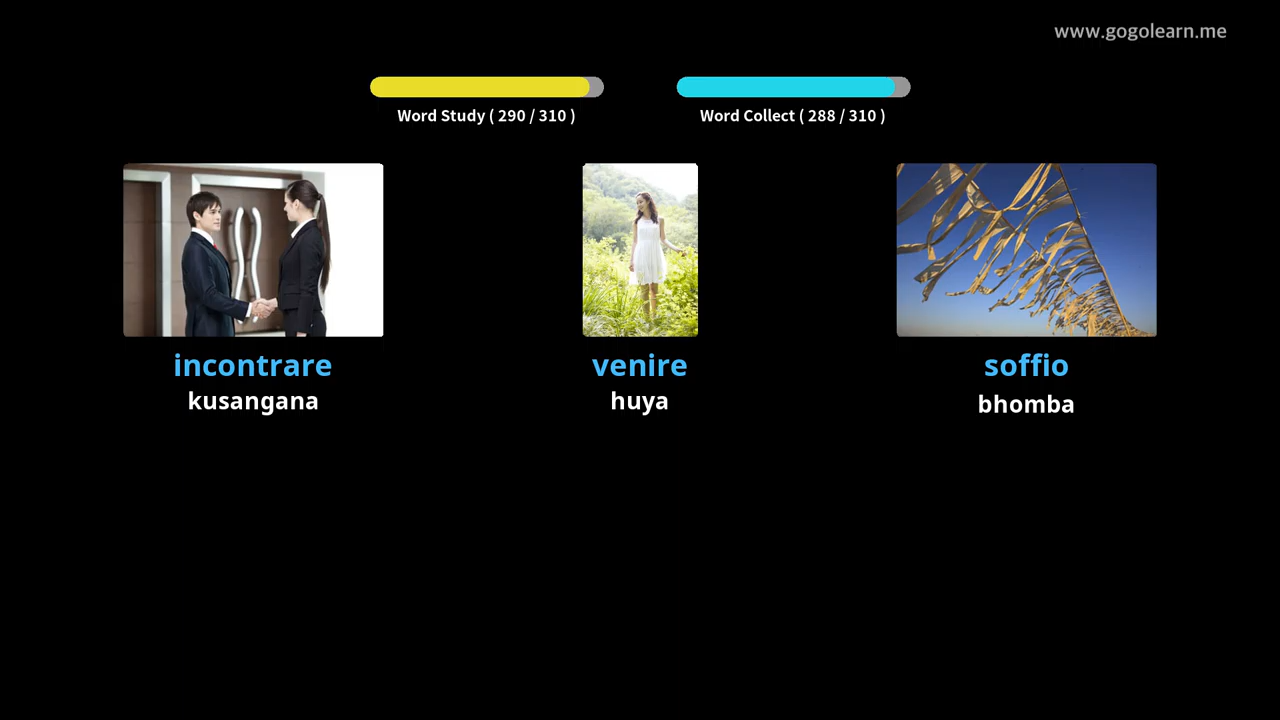 www.gogolearn.me
Word Study ( 290 / 310 )
Word Collect ( 288 / 310 )
incontrare
kusangana
venire
huya
soffio
bhomba